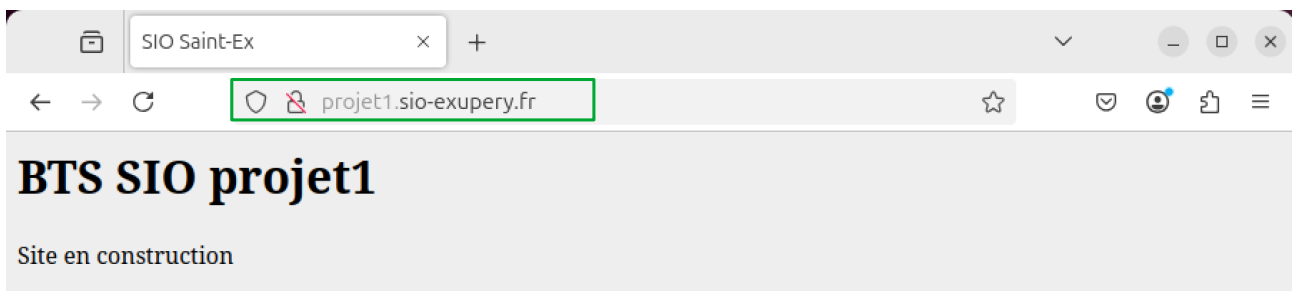 SIO Saint-Ex
projet1.sio-exupery.fr
BTS SIO projet1
Site en construction